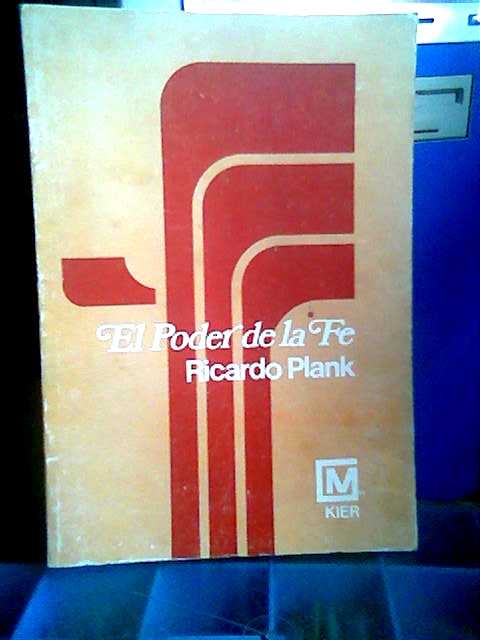 El Poder de la Fe
Ricardo Plank
M
KIER